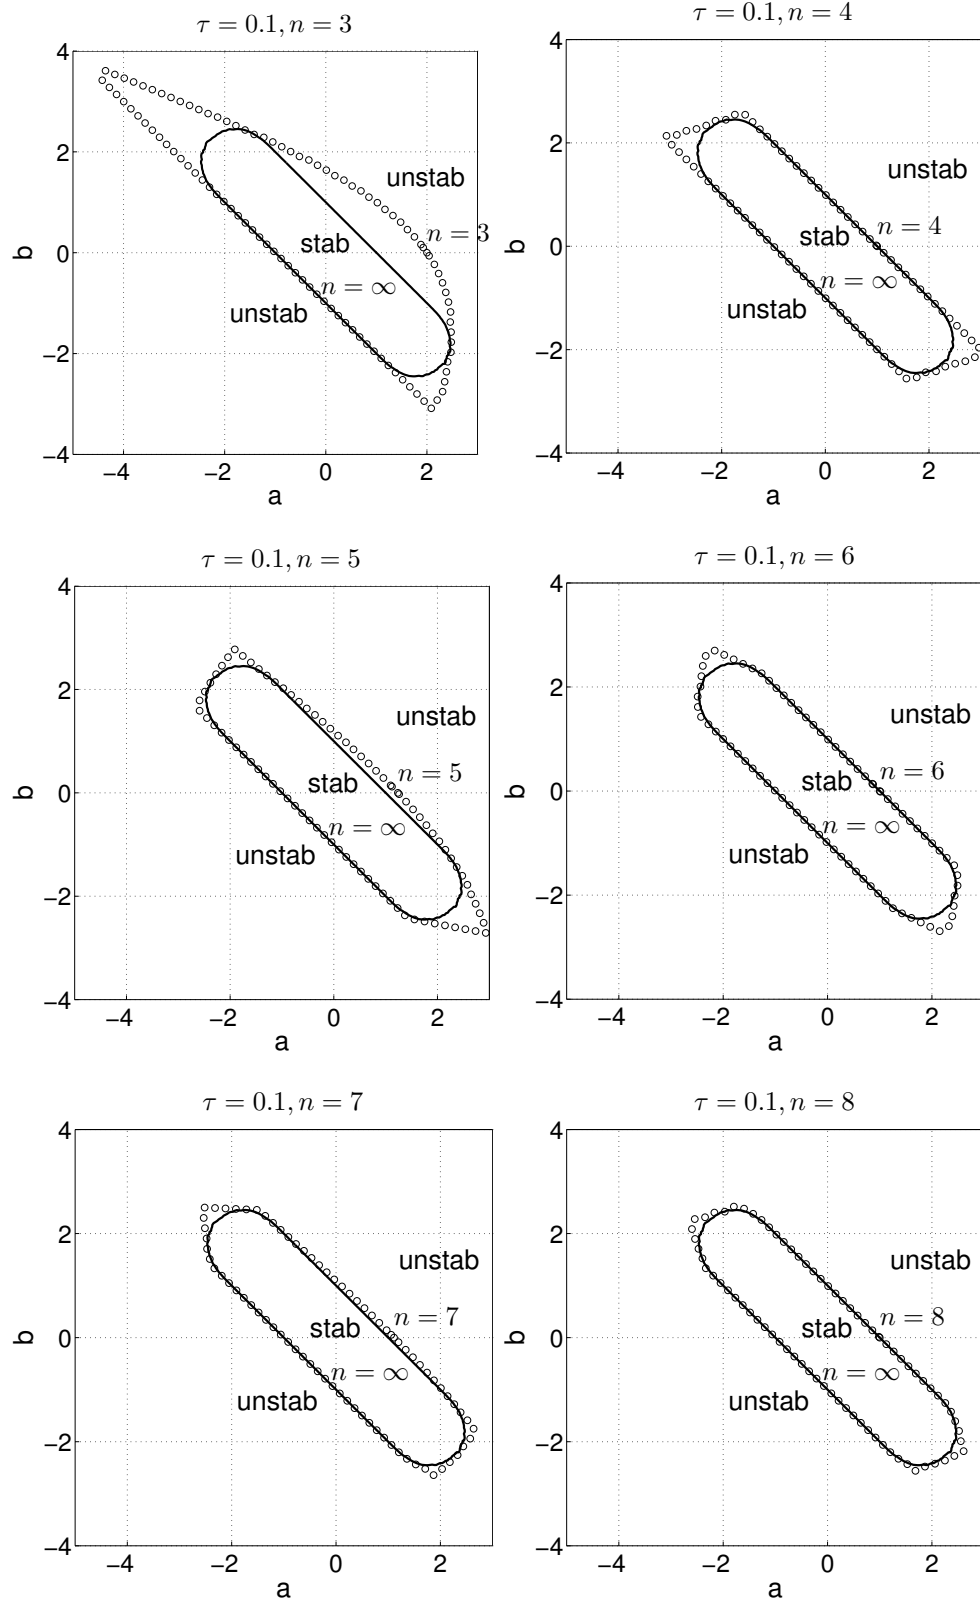 τ = 0.1, n = 3
4
2
0
−2
−4
b
unstab
n = 3
stab
n = ∞
unstab
−4
−2
0
2
a
τ = 0.1, n = 4
4
2
0
−2
−4
b
unstab
n = 4
stab
n = ∞
unstab
−4
−2
0
2
a
τ = 0.1, n = 5
4
2
0
−2
−4
b
unstab
n = 5
stab
n = ∞
unstab
−4
−2
0
2
a
τ = 0.1, n = 6
4
2
0
−2
−4
b
unstab
n = 6
stab
n = ∞
unstab
−4
−2
0
2
a
τ = 0.1, n = 7
4
2
0
−2
−4
b
unstab
n = 7
stab
n = ∞
unstab
−4
−2
0
2
a
τ = 0.1, n = 8
4
2
0
−2
−4
b
unstab
n = 8
stab
n = ∞
unstab
−4
−2
0
2
a